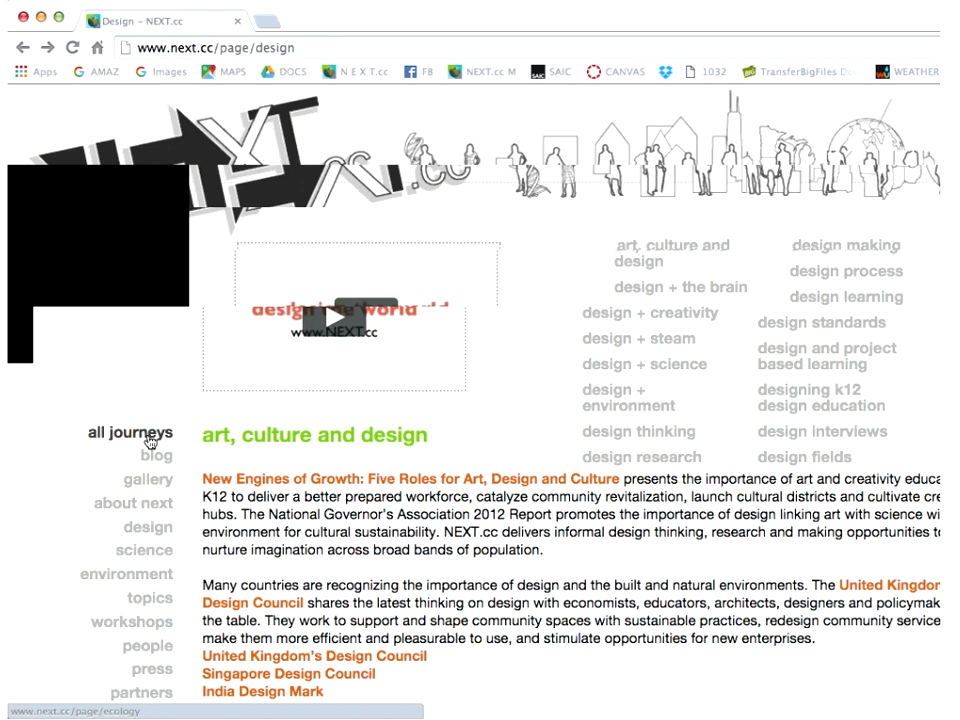 Design – NEXT.cc
www.next.cc/page/design
Apps AMAZ Images MAPS DOCS N E X T.cc FB NEXT.cc M SAIC CANVAS 1032 TransferBigFiles WEATHER
NEXT
.cc
art, culture and design
design + the brain
design + creativity
design + steam
design + science
design + environment
design thinking
design research
design making
design process
design learning
design standards
design and project
based learning
designing k12
design education
design interviews
design fields
design in the world
www.NEXT.cc
all journeys
blog
gallery
about next
design
science
environment
topics
workshops
people
press
partners
art, culture and design
New Engines of Growth: Five Roles for Art, Design and Culture presents the importance of art and creativity
K12 to deliver a better prepared workforce, catalyze community revitalization, launch cultural districts and cultivate
hubs. The National Governor's Association 2012 Report promotes the importance of design linking art with science
environment for cultural sustainability. NEXT.cc delivers informal design thinking, research and making opportunities
nurture imagination across broad bands of population.
Many countries are recognizing the importance of design and the built and natural environments. The United
Design Council shares the latest thinking on design with economists, educators, architects, designers and
the table. They work to support and shape community spaces with sustainable practices, redesign community
make them more efficient and pleasurable to use, and stimulate opportunities for new enterprises.
United Kingdom's Design Council
Singapore Design Council
India Design Mark
www.next.cc/page/ecology